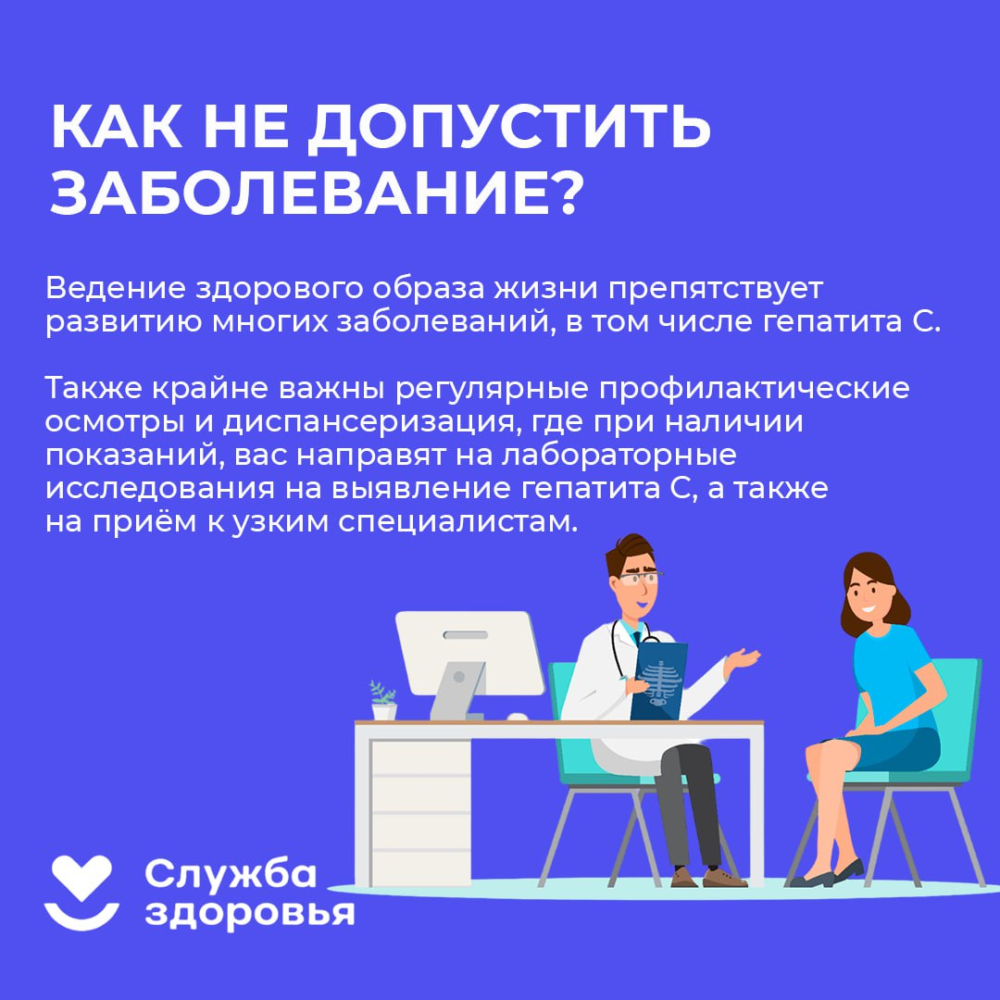 КАК НЕ ДОПУСТИТЬ
ЗАБОЛЕВАНИЕ?
Ведение здорового образа жизни препятствует
развитию многих заболеваний, в том числе гепатита С.
Также крайне важны регулярные профилактические
осмотры и диспансеризация, где при наличии
показаний, вас направят на лабораторные
исследования на выявление гепатита С, а также
на приём к узким специалистам.
Служба
здоровья